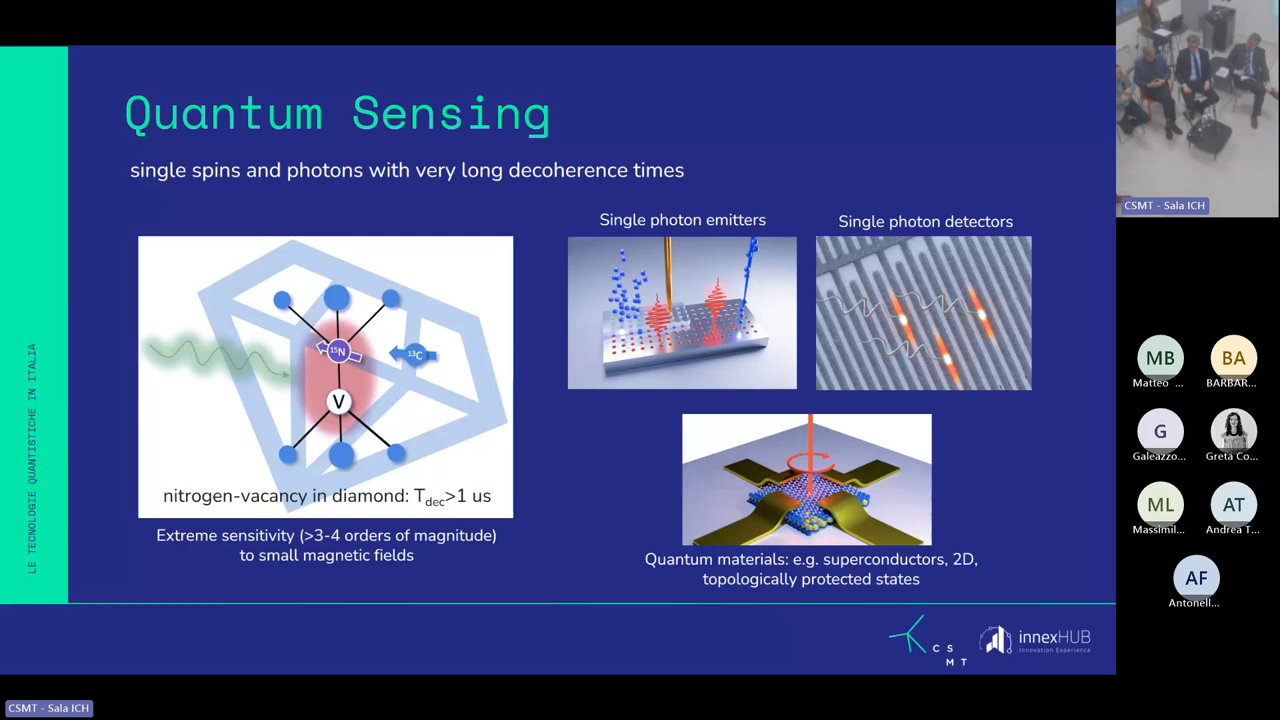 Quantum Sensing
single spins and photons with very long decoherence times
Single photon emitters
Single photon detectors
15N
13C
V
nitrogen-vacancy in diamond: Tdec>1 us
Extreme sensitivity (>3-4 orders of magnitude)
to small magnetic fields
Quantum materials: e.g. superconductors, 2D,
topologically protected states
LE TECNOLOGIE QUANTISTICHE IN ITALIA
CS
MT
innexHUB
Innovation Experience
CSMT - Sala ICH
CSMT - Sala ICH
MB
Matteo ...
BA
BARBAR...
G
Galeazzo...
Greta Co...
ML
Massimil...
AT
Andrea T...
AF
Antonell...